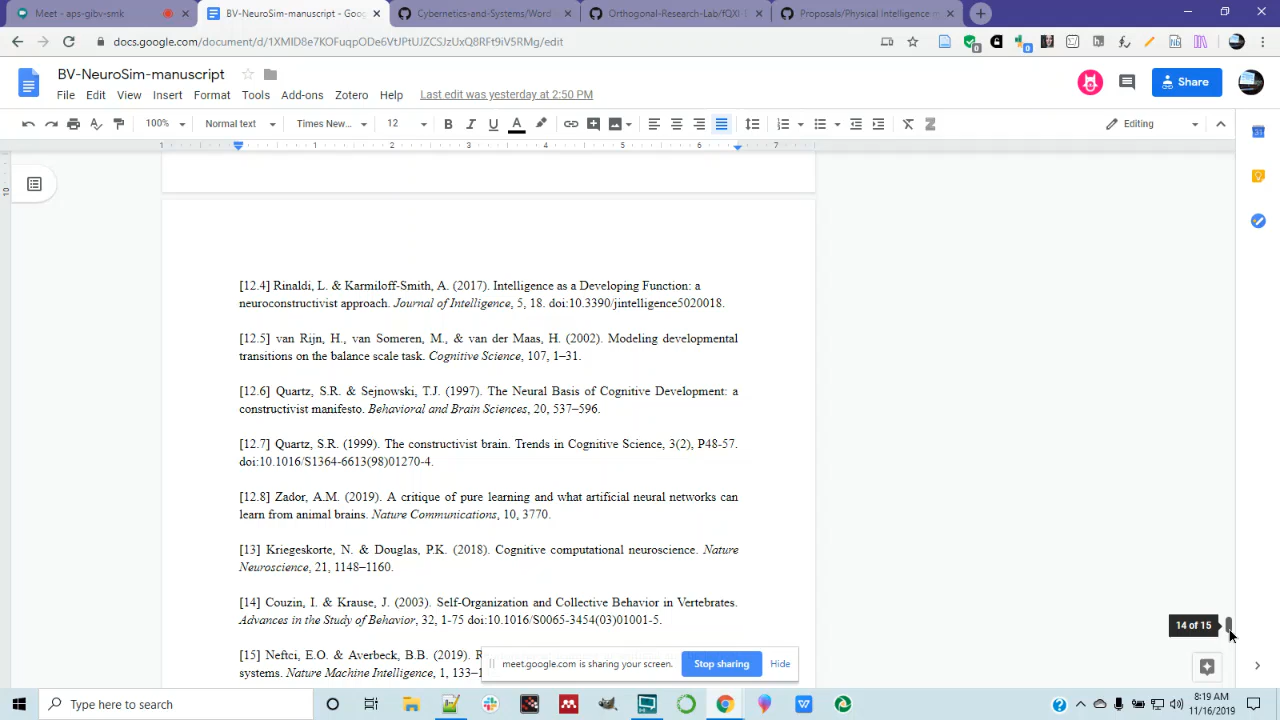 Meet - aps-gibv-smk
BV-NeuroSim-manuscript - Goog
Cybernetics-and-Systems/Word
Orthogonal-Research-Lab/fQXI
Proposals/Physical Intelligence m
docs.google.com/document/d/1XMID8e7KOFuqpODe6VtJPtUJZCSJzUxQ8RFt9iV5RMg/edit
BV-NeuroSim-manuscript
Share
File Edit View Insert Format Tools Add-ons Zotero Help Last edit was yesterday at 2:50 PM
100% Normal text Times New... 12 Editing
1 1 2 3 4 5 6 7
[12.4] Rinaldi, L. & Karmiloff-Smith, A. (2017). Intelligence as a Developing Function: a
neuroconstructivist approach. Journal of Intelligence, 5, 18. doi:10.3390/jintelligence5020018.
[12.5] van Rijn, H., van Someren, M., & van der Maas, H. (2002). Modeling developmental
transitions on the balance scale task. Cognitive Science, 107, 1–31.
[12.6] Quartz, S.R. & Sejnowski, T.J. (1997). The Neural Basis of Cognitive Development: a
constructivist manifesto. Behavioral and Brain Sciences, 20, 537–596.
[12.7] Quartz, S.R. (1999). The constructivist brain. Trends in Cognitive Science, 3(2), P48-57.
doi:10.1016/S1364-6613(98)01270-4.
[12.8] Zador, A.M. (2019). A critique of pure learning and what artificial neural networks can
learn from animal brains. Nature Communications, 10, 3770.
[13] Kriegeskorte, N. & Douglas, P.K. (2018). Cognitive computational neuroscience. Nature
Neuroscience, 21, 1148–1160.
[14] Couzin, I. & Krause, J. (2003). Self-Organization and Collective Behavior in Vertebrates.
Advances in the Study of Behavior, 32, 1-75 doi:10.1016/S0065-3454(03)01001-5.
14 of 15
[15] Neftci, E.O. & Averbeck, B.B. (2019). R
systems. Nature Machine Intelligence, 1, 133–1
meet.google.com is sharing your screen. Stop sharing Hide
Type here to search
8:19 AM
11/16/2019